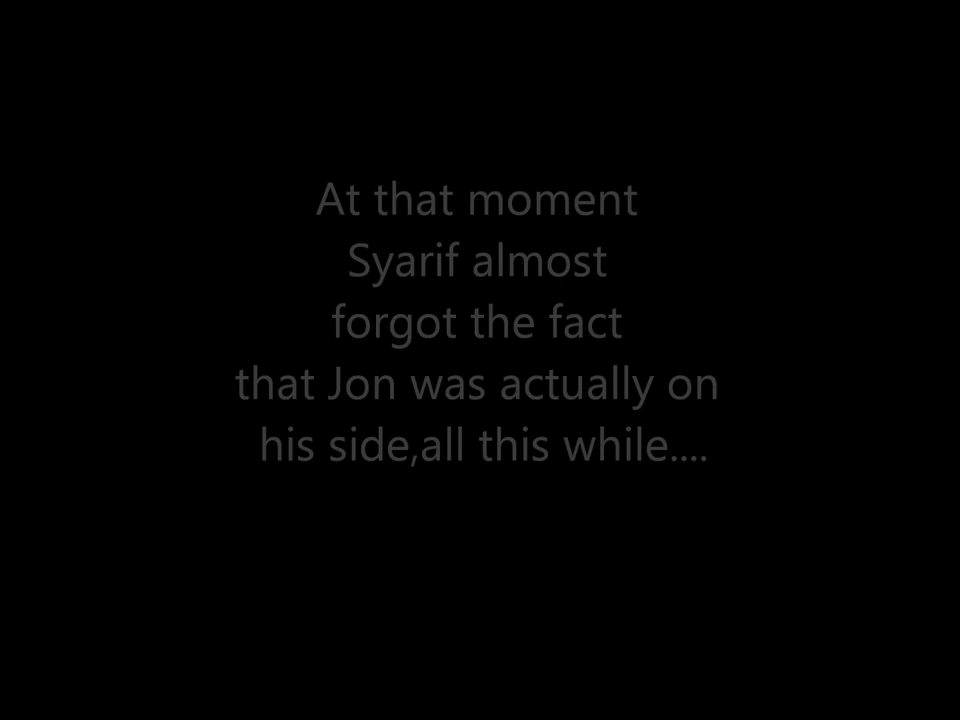 At that moment
Syarif almost
forgot the fact
that Jon was actually on
his side,all this while....